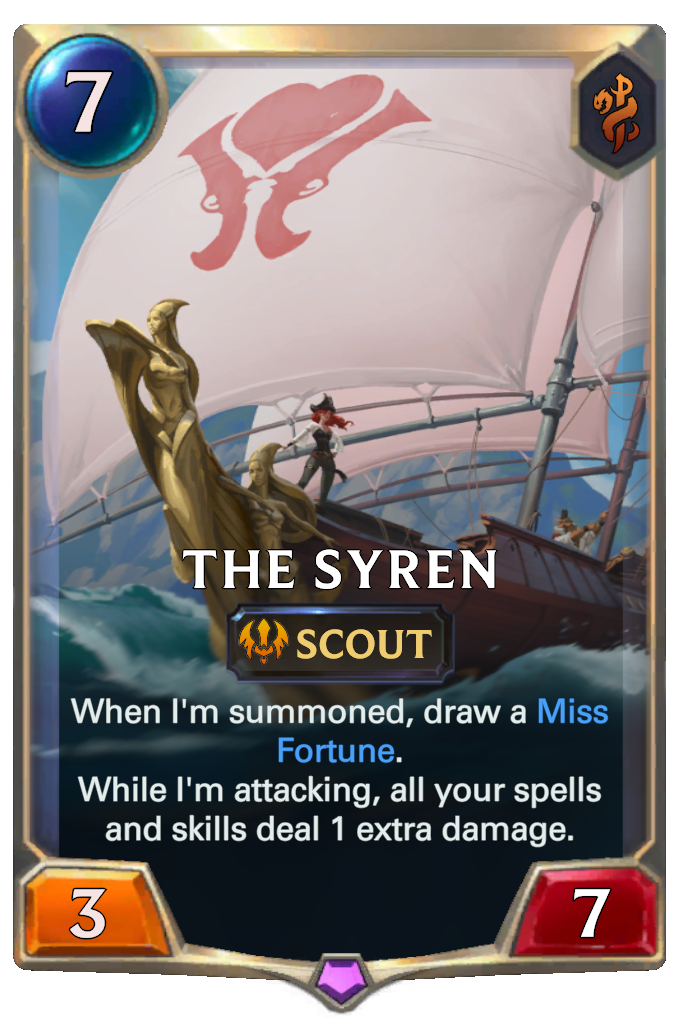 7
THE SYREN
SCOUT
When I'm summoned, draw a Miss
Fortune.
While I'm attacking, all your spells
and skills deal 1 extra damage.
3
7